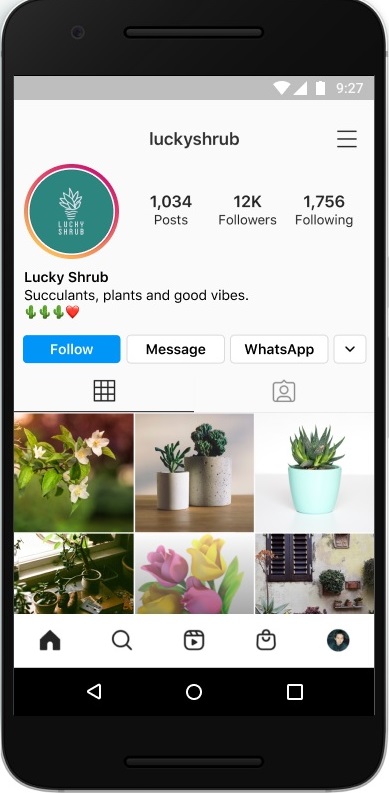 9:27
luckyshrub
LUCKY
SHRUB
1,034 12K 1,756
Posts Followers Following
Lucky Shrub
Succulants, plants and good vibes.
🌵🌵🌵❤️
Follow Message WhatsApp